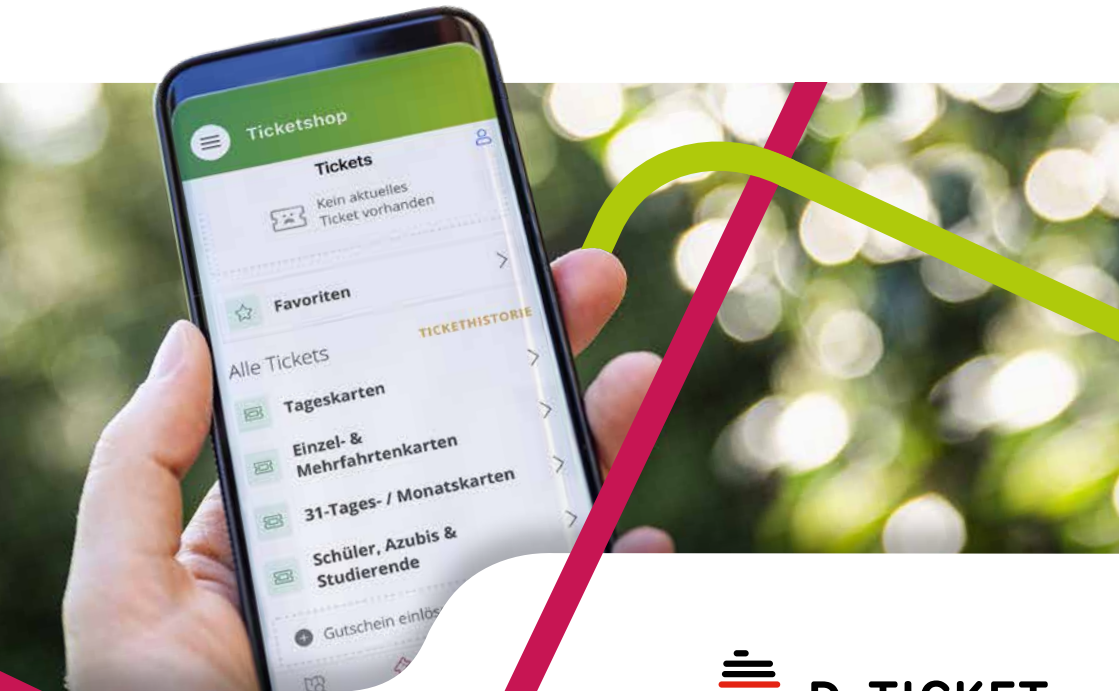 Ticketshop
Tickets
Kein aktuelles
Ticket vorhanden
Favoriten
TICKETHISTORIE
Alle Tickets
Tageskarten
Einzel- &
Mehrfahrtenkarten
31-Tages- / Monatskarten
Schüler, Azubis &
Studierende
Gutschein
D-TICKET